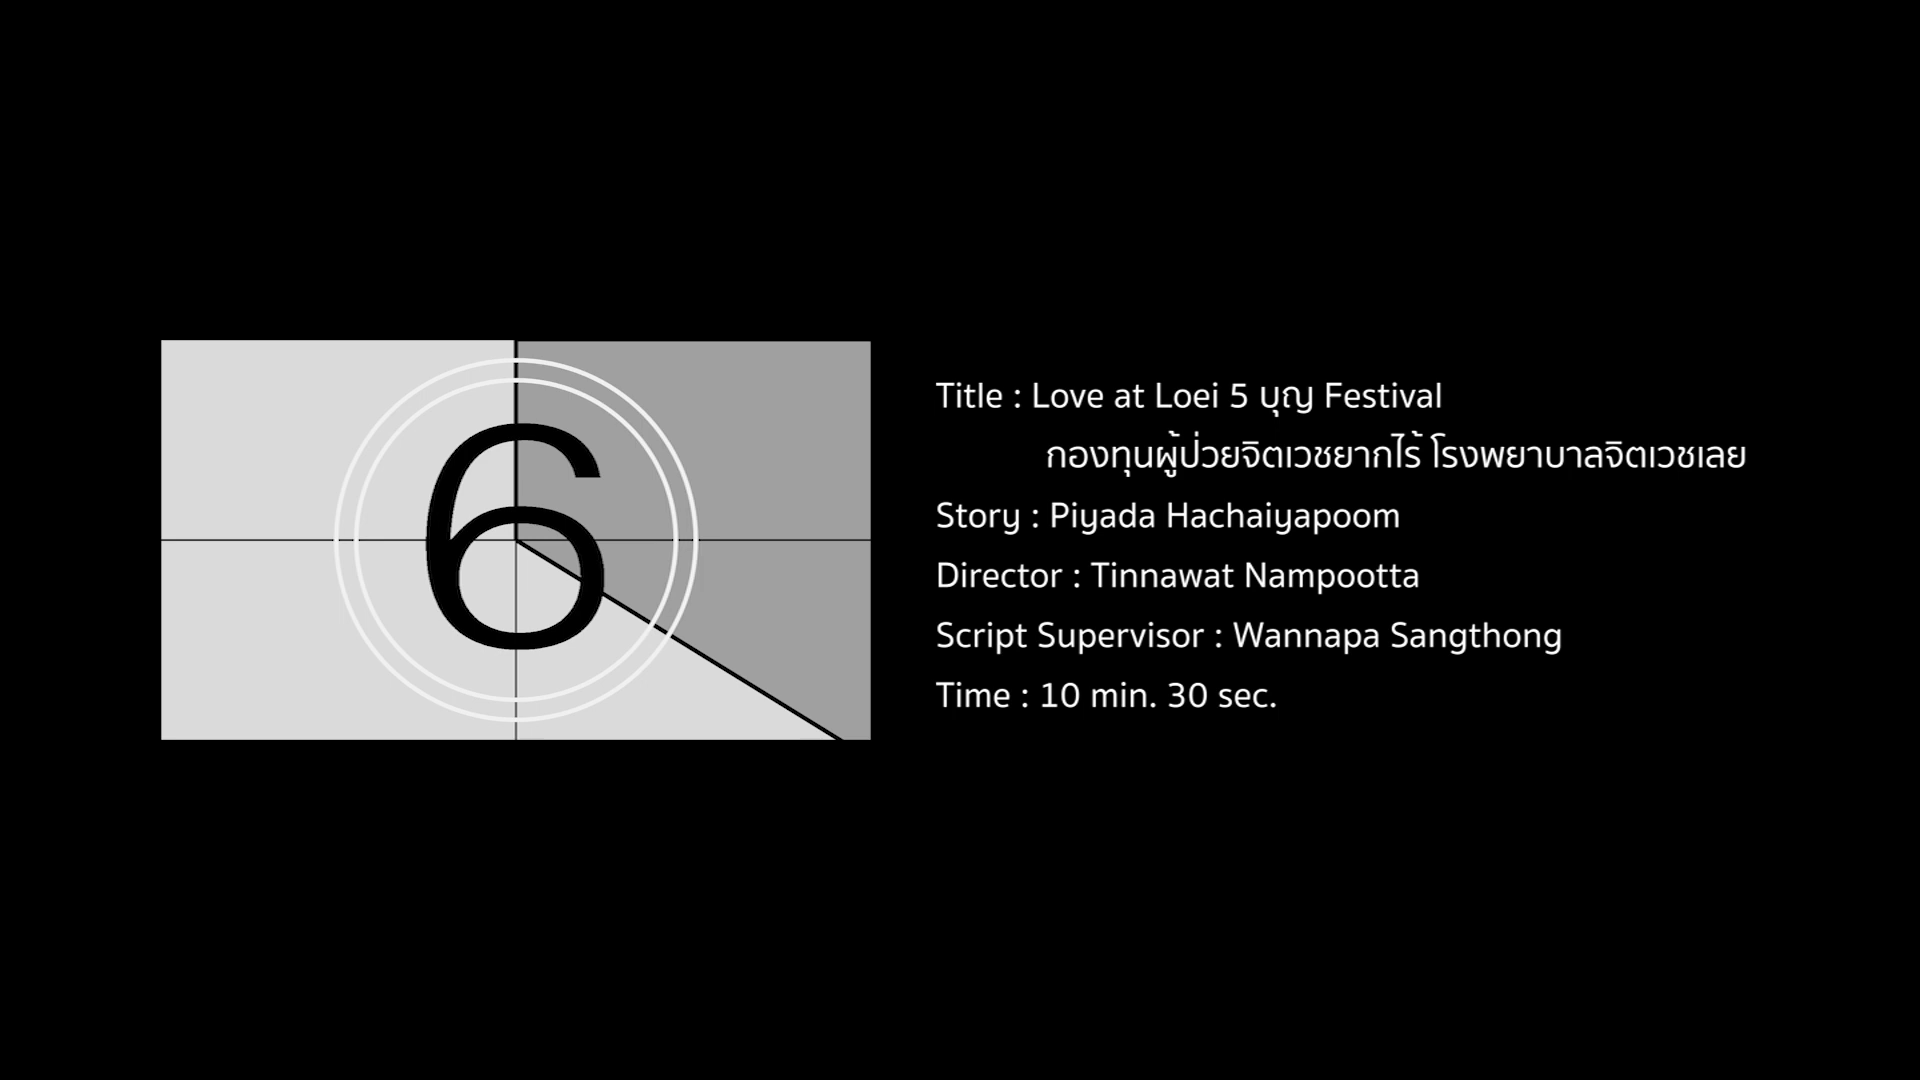 6
Title : Love at Loei 5 บุญ Festival
กองทุนผู้ป่วยจิตเวชยากไร้ โรงพยาบาลจิตเวชเลย
Story : Piyada Hachaiyapoom
Director : Tinnawat Nampootta
Script Supervisor : Wannapa Sangthong
Time : 10 min. 30 sec.